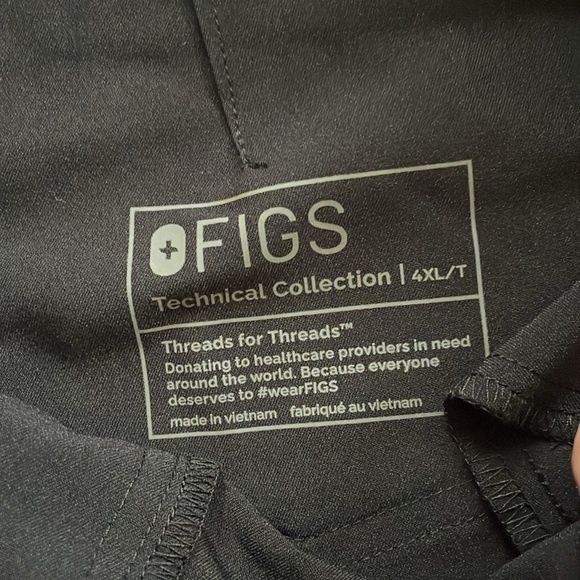 FIGS
Technical Collection | 4XL/T
Threads for Threads™
Donating to healthcare providers in need
around the world. Because everyone
deserves to #wearFIGS
made in vietnam fabriqué au vietnam